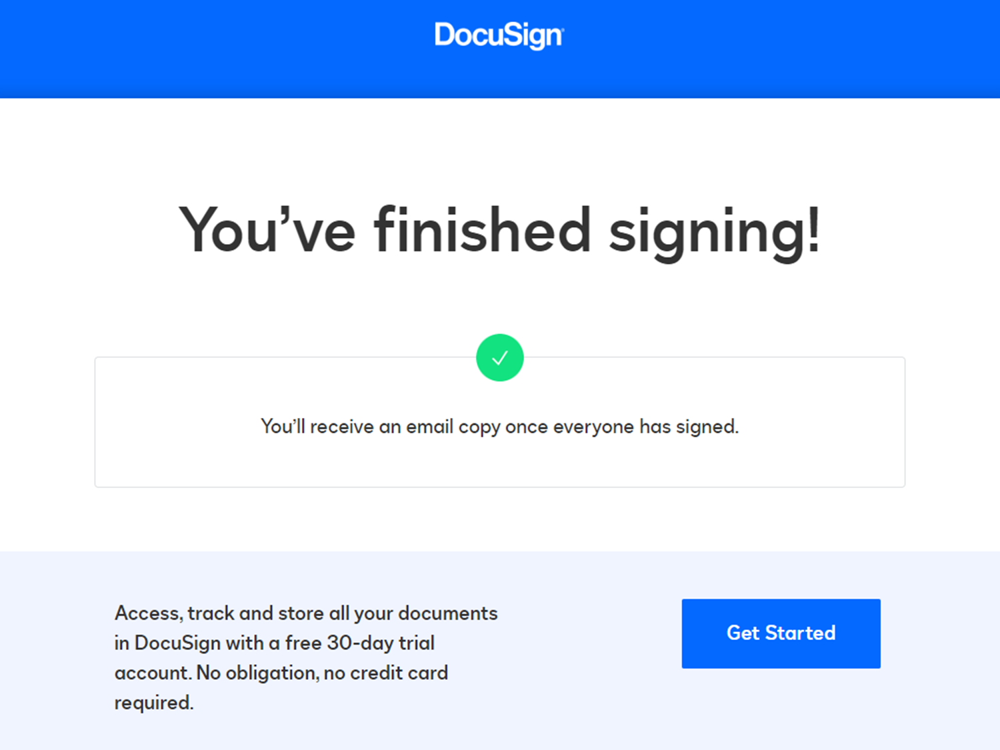 DocuSign
You’ve finished signing!
You’ll receive an email copy once everyone has signed.
Access, track and store all your documents
in DocuSign with a free 30-day trial
account. No obligation, no credit card
required.
Get Started